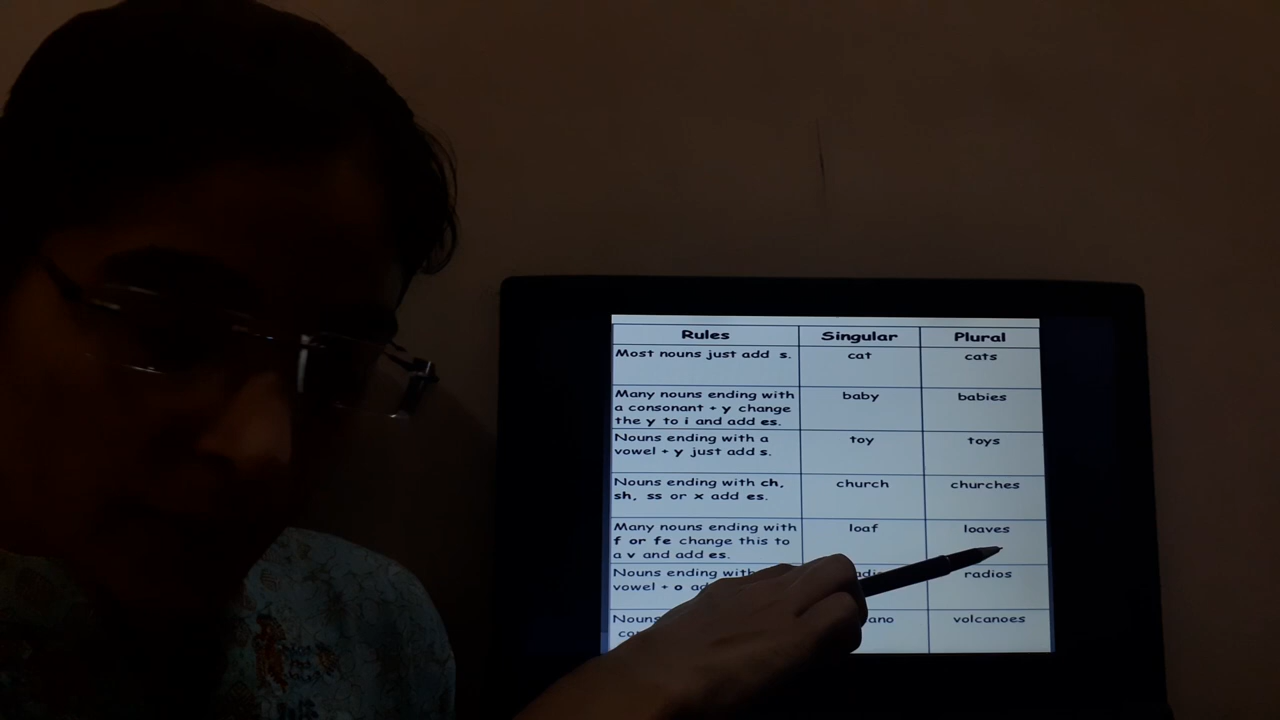 Rules Singular Plural
Most nouns just add s. cat cats
Many nouns ending with baby babies
a consonant + y change
the y to i and add es.
Nouns ending with a toy toys
vowel + y just add s.
Nouns ending with ch, church churches
sh, ss or x add es.
Many nouns ending with loaf loaves
f or fe change this to
a v and add es.
Nouns ending radios
vowel + o
Nouns volcanoes